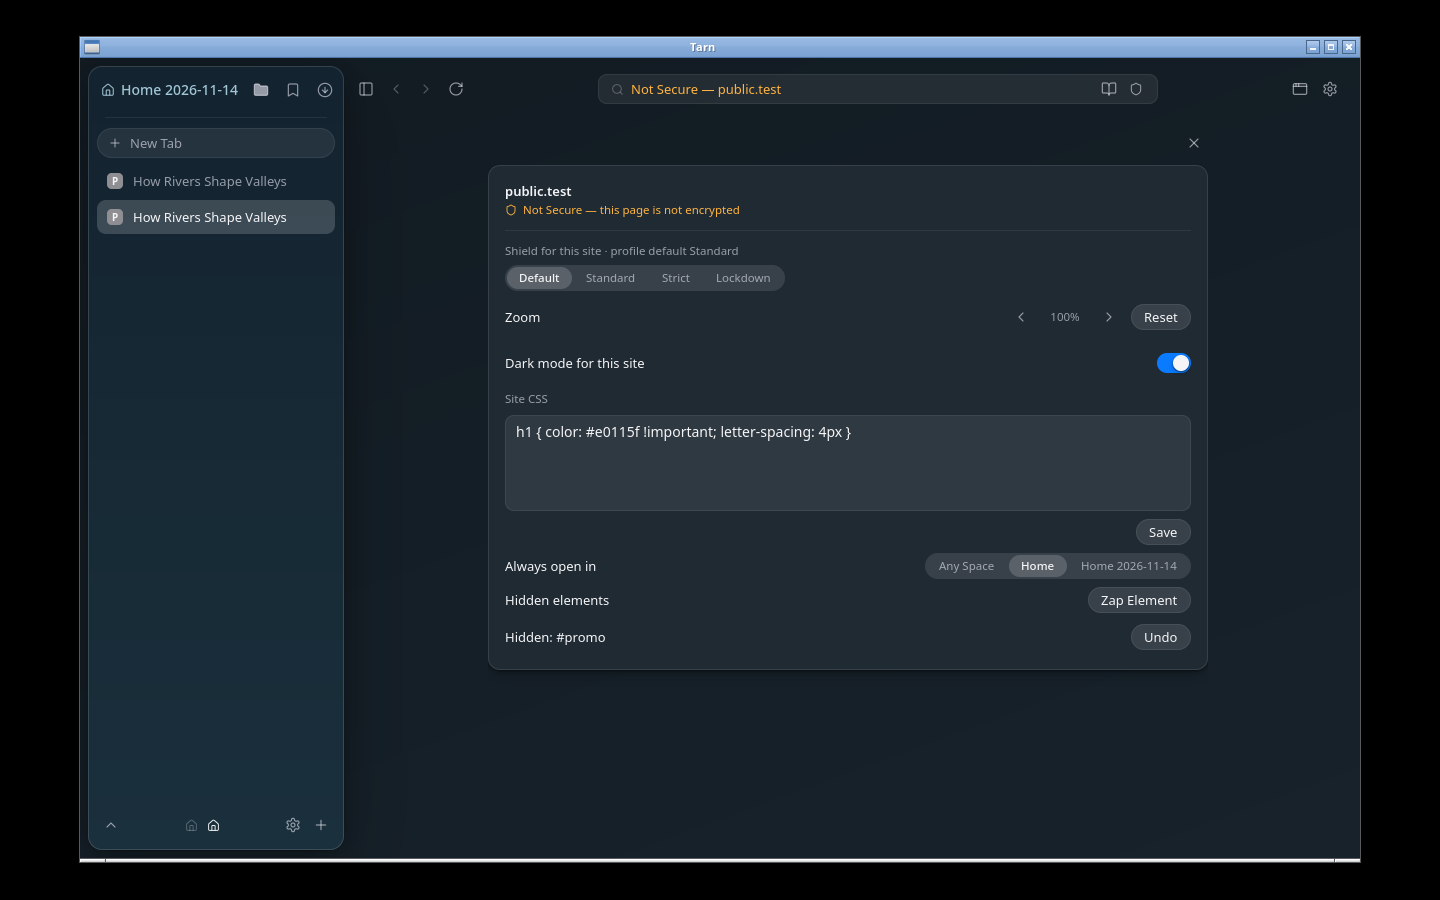 Tarn
Home 2026-11-14
Not Secure — public.test
New Tab
P How Rivers Shape Valleys
P How Rivers Shape Valleys
public.test
Not Secure — this page is not encrypted
Shield for this site · profile default Standard
Default Standard Strict Lockdown
Zoom 100% Reset
Dark mode for this site
Site CSS
h1 { color: #e0115f !important; letter-spacing: 4px }
Save
Always open in Any Space Home Home 2026-11-14
Hidden elements Zap Element
Hidden: #promo Undo